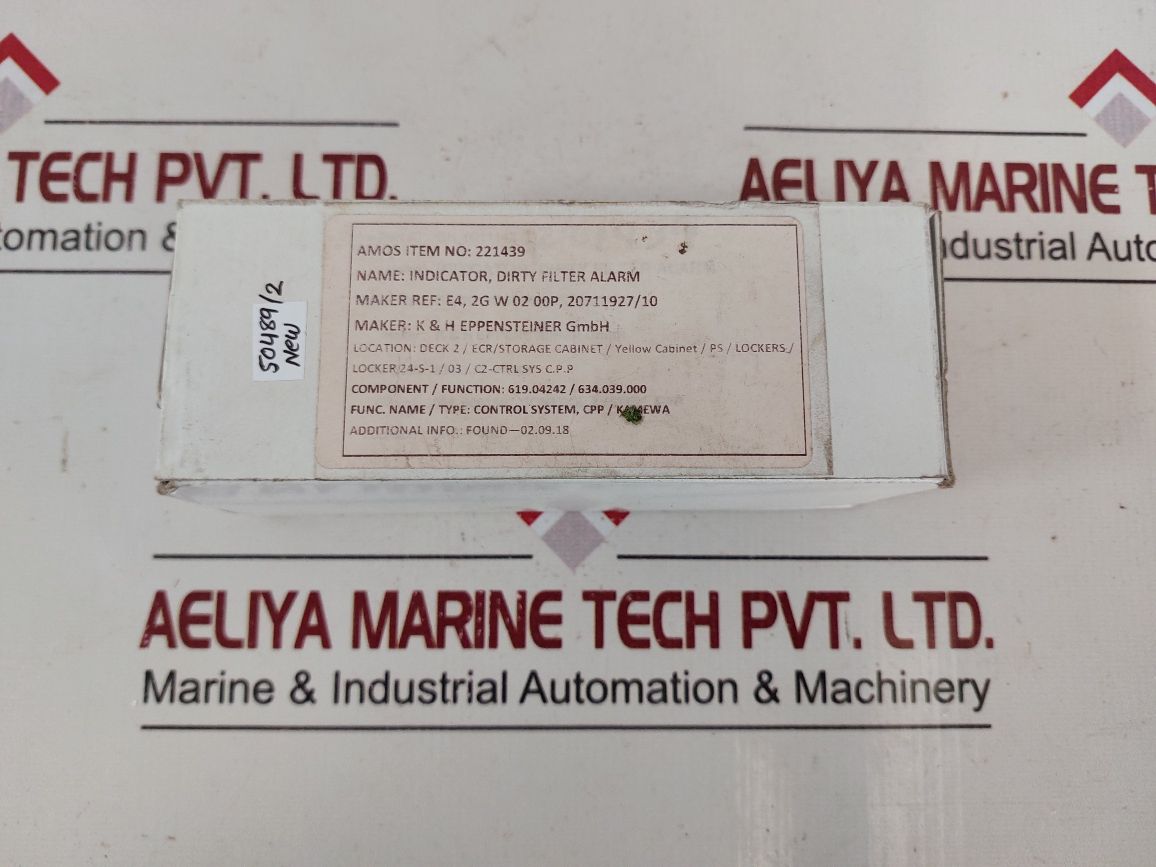 TECH PVT. LTD.
tomation &
AELIYA MARINE T
ndustrial Auto
50489/2
NEW
AMOS ITEM NO: 221439
NAME: INDICATOR, DIRTY FILTER ALARM
MAKER REF: E4, 2G W 02 00P, 20711927/10
MAKER: K & H EPPENSTEINER GmbH
LOCATION: DECK 2 / ECR/STORAGE CABINET / Yellow Cabinet / PS / LOCKERS /
LOCKER 24-S-1 / 03 / C2-CTRL SYS C.P.P
COMPONENT / FUNCTION: 619.04242 / 634.039.000
FUNC. NAME / TYPE: CONTROL SYSTEM, CPP / KAMEWA
ADDITIONAL INFO.: FOUND—02.09.18
AELIYA MARINE TECH PVT. LTD.
Marine & Industrial Automation & Machinery